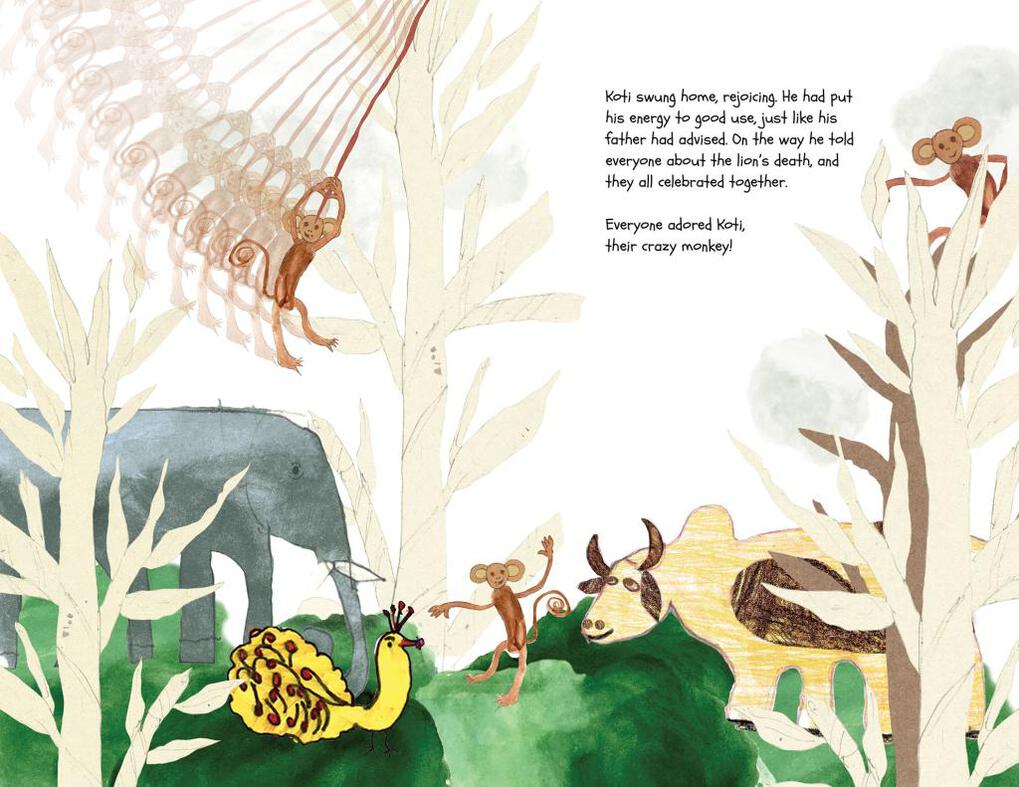 Koti swung home, rejoicing. He had put
his energy to good use, just like his
father had advised. On the way he told
everyone about the lion's death, and
they all celebrated together.
Everyone adored Koti,
their crazy monkey!